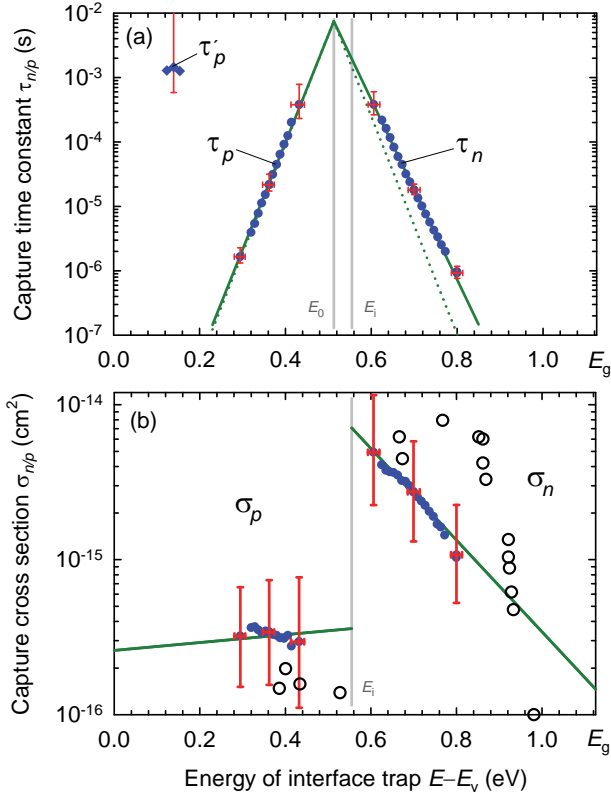 (a)
Capture time constant τn/p (s)
10-2
10-3
10-4
10-5
10-6
10-7
τ´p
τp
τn
E0
Ei
0.0 0.2 0.4 0.6 0.8 1.0 Eg
(b)
Capture cross section σn/p (cm2)
10-14
10-15
10-16
σp
σn
Ei
0.0 0.2 0.4 0.6 0.8 1.0 Eg
Energy of interface trap E–Ev (eV)